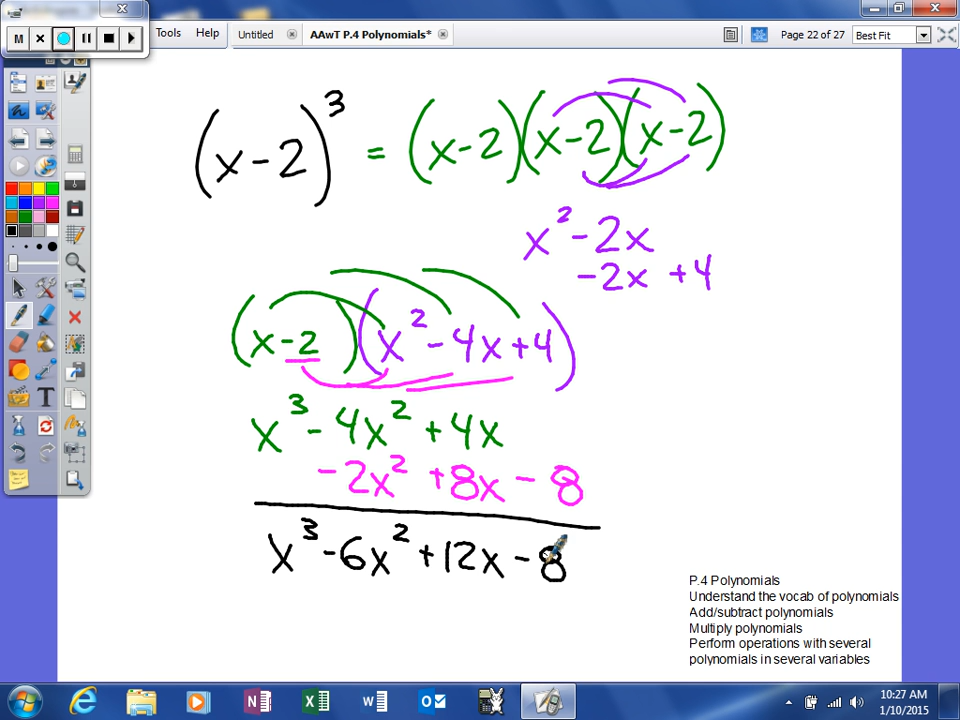 M
Tools Help Untitled AAwT P.4 Polynomials* Page 22 of 27 Best Fit
(x-2)³ = (x-2)(x-2)(x-2)
x² -2x
-2x +4
(x-2)(x²-4x+4)
x³ - 4x² + 4x
-2x² +8x - 8
x³ -6x² +12x -8
P.4 Polynomials
Understand the vocab of polynomials
Add/subtract polynomials
Multiply polynomials
Perform operations with several
polynomials in several variables
10:27 AM
1/10/2015